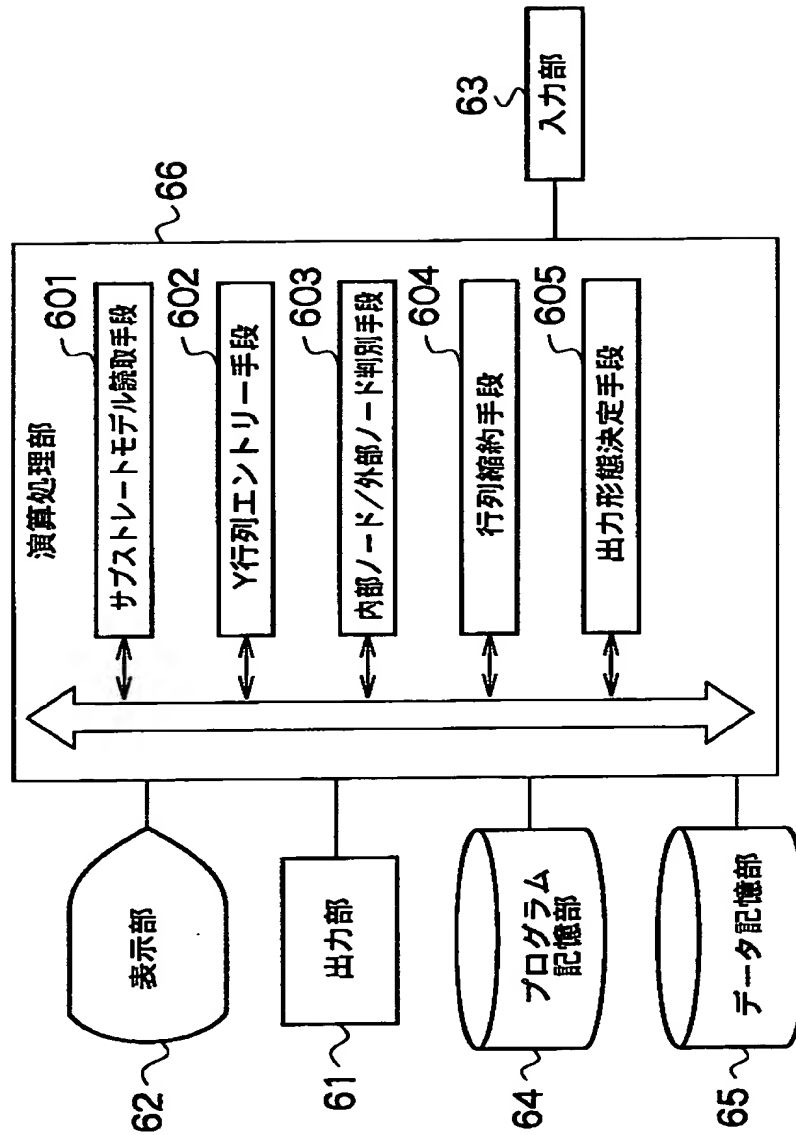 演算処理部
66
601
サブストレートモデル読取手段
602
Y行列エントリー手段
603
内部ノード/外部ノード判別手段
604
行列縮約手段
605
出力形態決定手段
63
入力部
表示部
62
出力部
61
プログラム
記憶部
64
データ記憶部
65